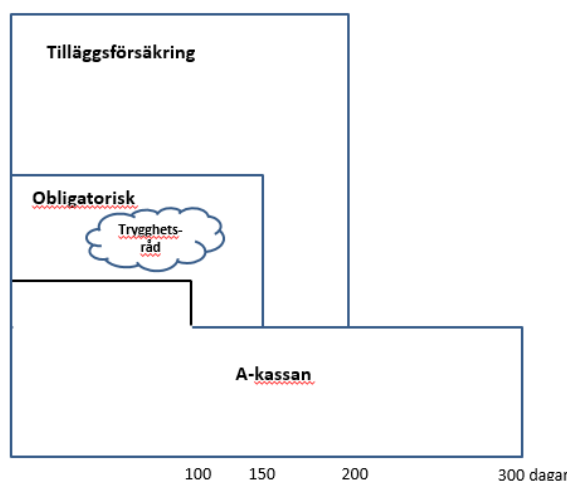 Tilläggsförsäkring
Obligatorisk
Trygghets-
råd
A-kassan
100 150 200 300 dagar